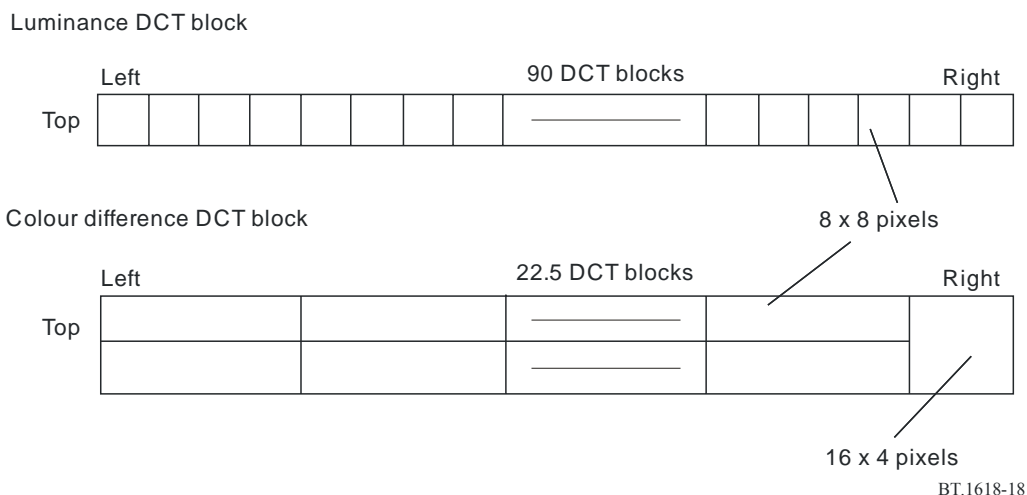 Luminance DCT block
Left 90 DCT blocks Right
Top
8 x 8 pixels
Colour difference DCT block
Left 22.5 DCT blocks Right
Top
16 x 4 pixels
BT.1618-18